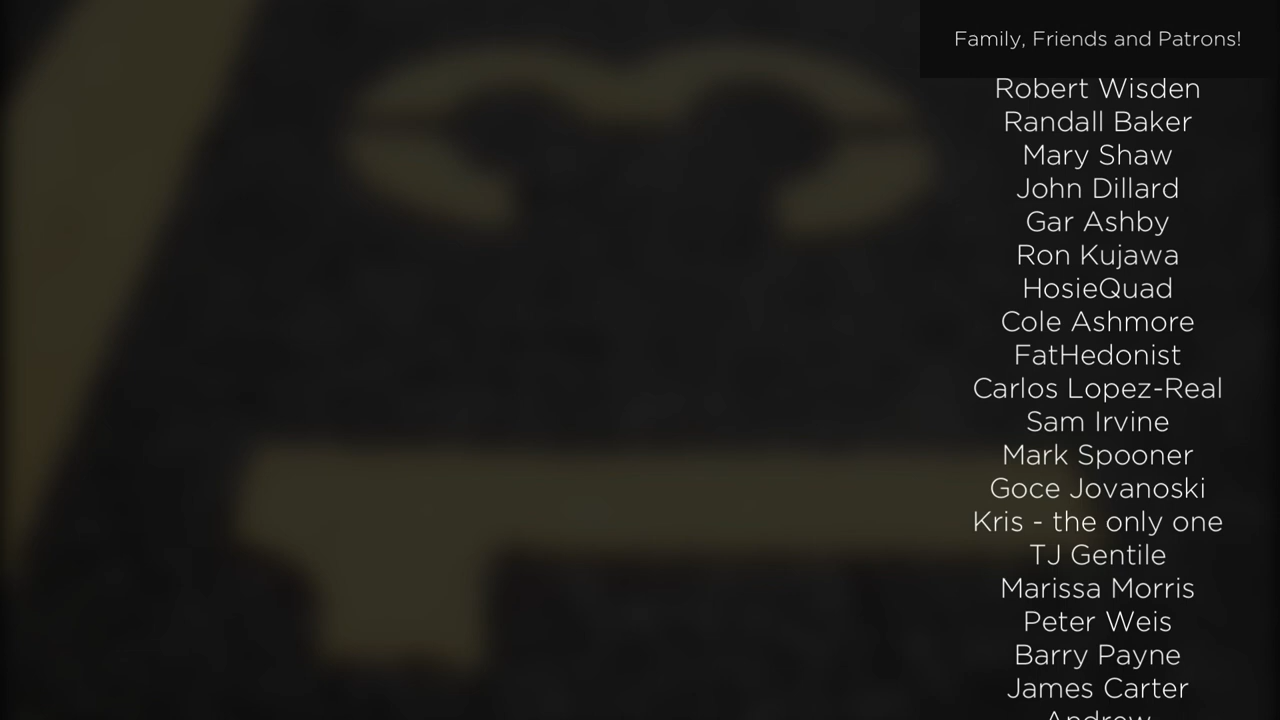 Family, Friends and Patrons!
Robert Wisden
Randall Baker
Mary Shaw
John Dillard
Gar Ashby
Ron Kujawa
HosieQuad
Cole Ashmore
FatHedonist
Carlos Lopez-Real
Sam Irvine
Mark Spooner
Goce Jovanoski
Kris - the only one
TJ Gentile
Marissa Morris
Peter Weis
Barry Payne
James Carter
Andrew